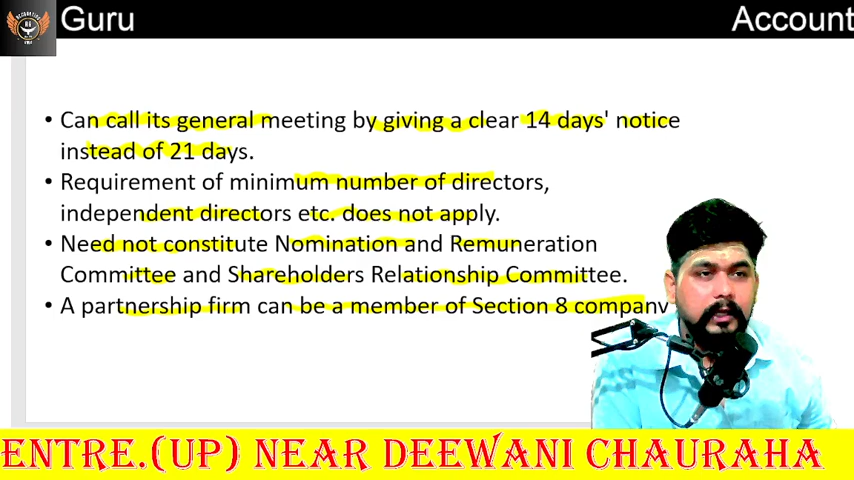 Guru
Account
• Can call its general meeting by giving a clear 14 days' notice
instead of 21 days.
• Requirement of minimum number of directors,
independent directors etc. does not apply.
• Need not constitute Nomination and Remuneration
Committee and Shareholders Relationship Committee.
• A partnership firm can be a member of Section 8 company
ENTRE.(UP) NEAR DEEWANI CHAURAHA